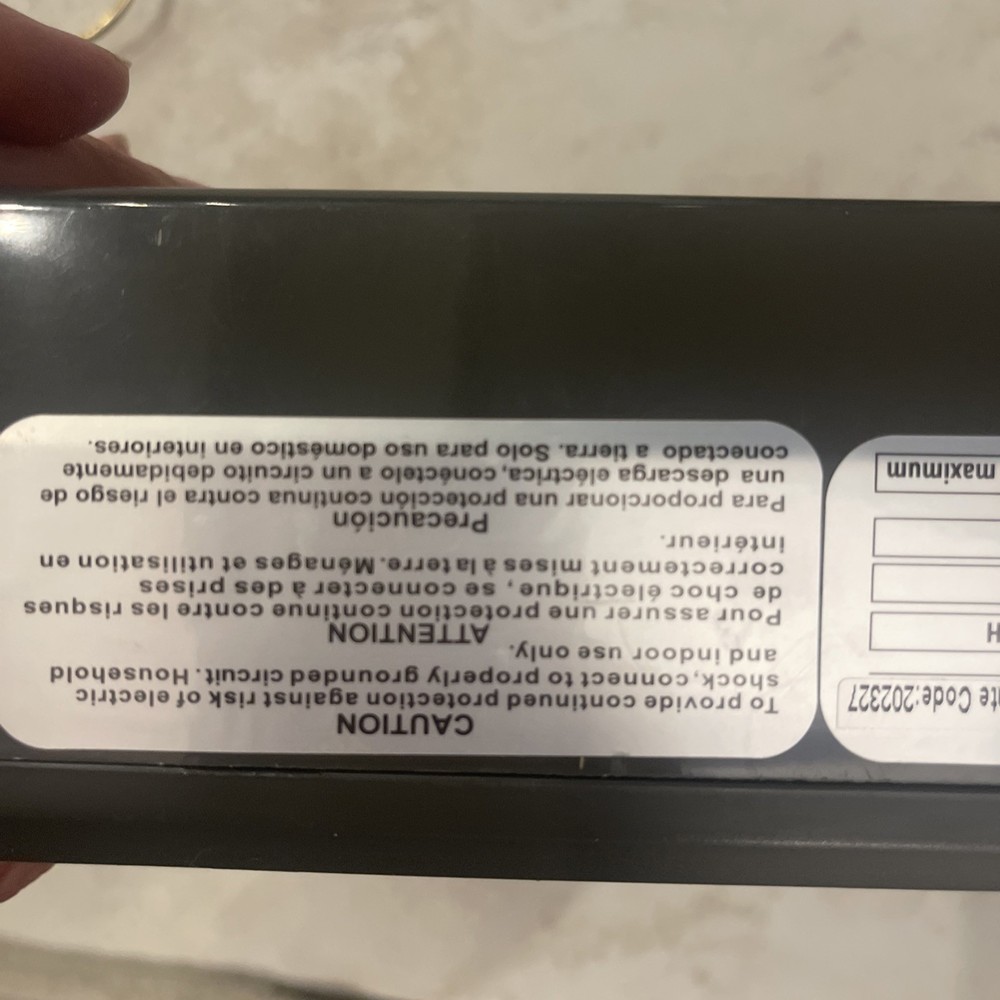 CAUTION
To provide continued protection against risk of electric
shock, connect to properly grounded circuit. Household
and indoor use only.
ATTENTION
Pour assurer une protection continue contre les risques
de choc électrique, se connecter à des prises
correctement mises à la terre. Ménages et utilisation en
intérieur.
Precaución
Para proporcionar una protección continua contra el riesgo de
una descarga eléctrica, conéctelo a un circuito debidamente
conectado a tierra. Solo para uso doméstico en interiores.
Code:202327
H
maximum